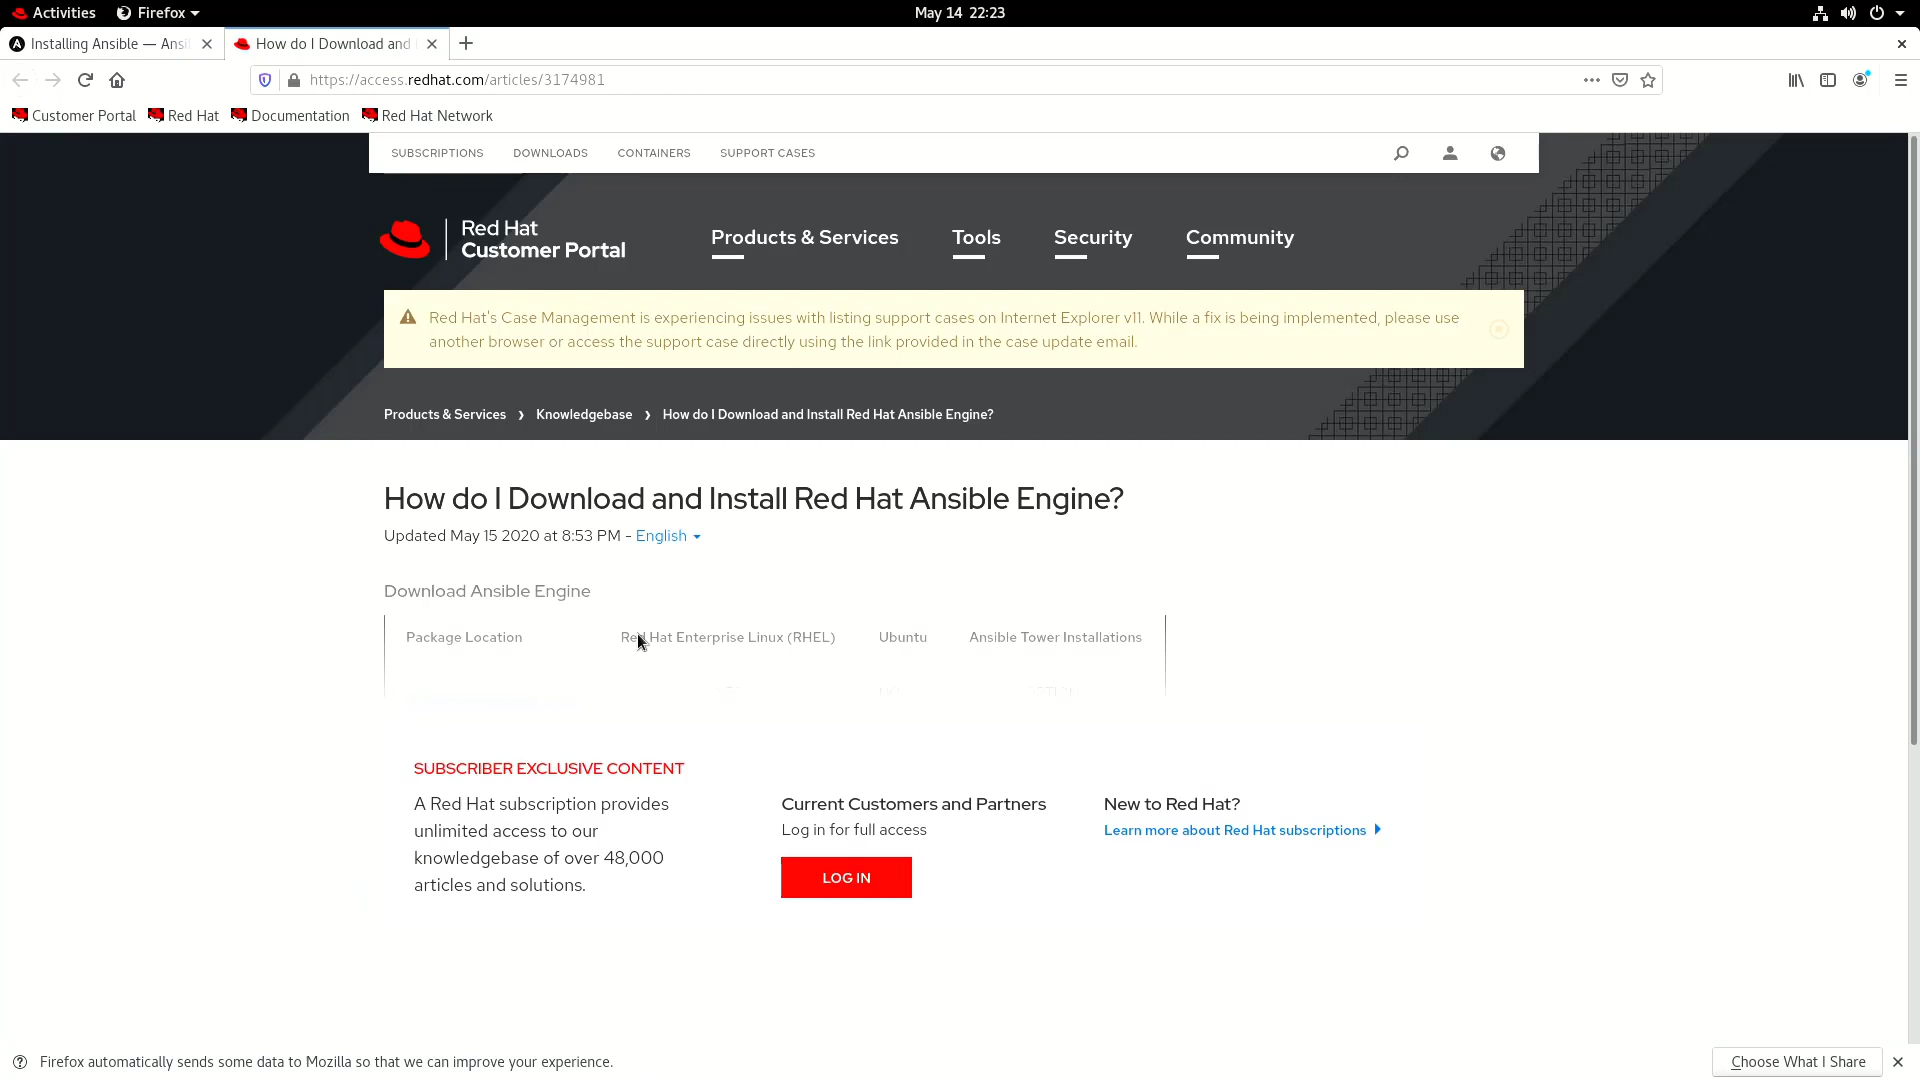 Activities Firefox May 14 22:23
Installing Ansible — Ansi How do I Download and
https://access.redhat.com/articles/3174981
Customer Portal Red Hat Documentation Red Hat Network
SUBSCRIPTIONS DOWNLOADS CONTAINERS SUPPORT CASES
Red Hat
Customer Portal
Products & Services Tools Security Community
Red Hat's Case Management is experiencing issues with listing support cases on Internet Explorer v11. While a fix is being implemented, please use
another browser or access the support case directly using the link provided in the case update email.
Products & Services Knowledgebase How do I Download and Install Red Hat Ansible Engine?
How do I Download and Install Red Hat Ansible Engine?
Updated May 15 2020 at 8:53 PM - English
Download Ansible Engine
Package Location Red Hat Enterprise Linux (RHEL) Ubuntu Ansible Tower Installations
SUBSCRIBER EXCLUSIVE CONTENT
A Red Hat subscription provides
unlimited access to our
knowledgebase of over 48,000
articles and solutions.
Current Customers and Partners
Log in for full access
LOG IN
New to Red Hat?
Learn more about Red Hat subscriptions
Firefox automatically sends some data to Mozilla so that we can improve your experience. Choose What I Share